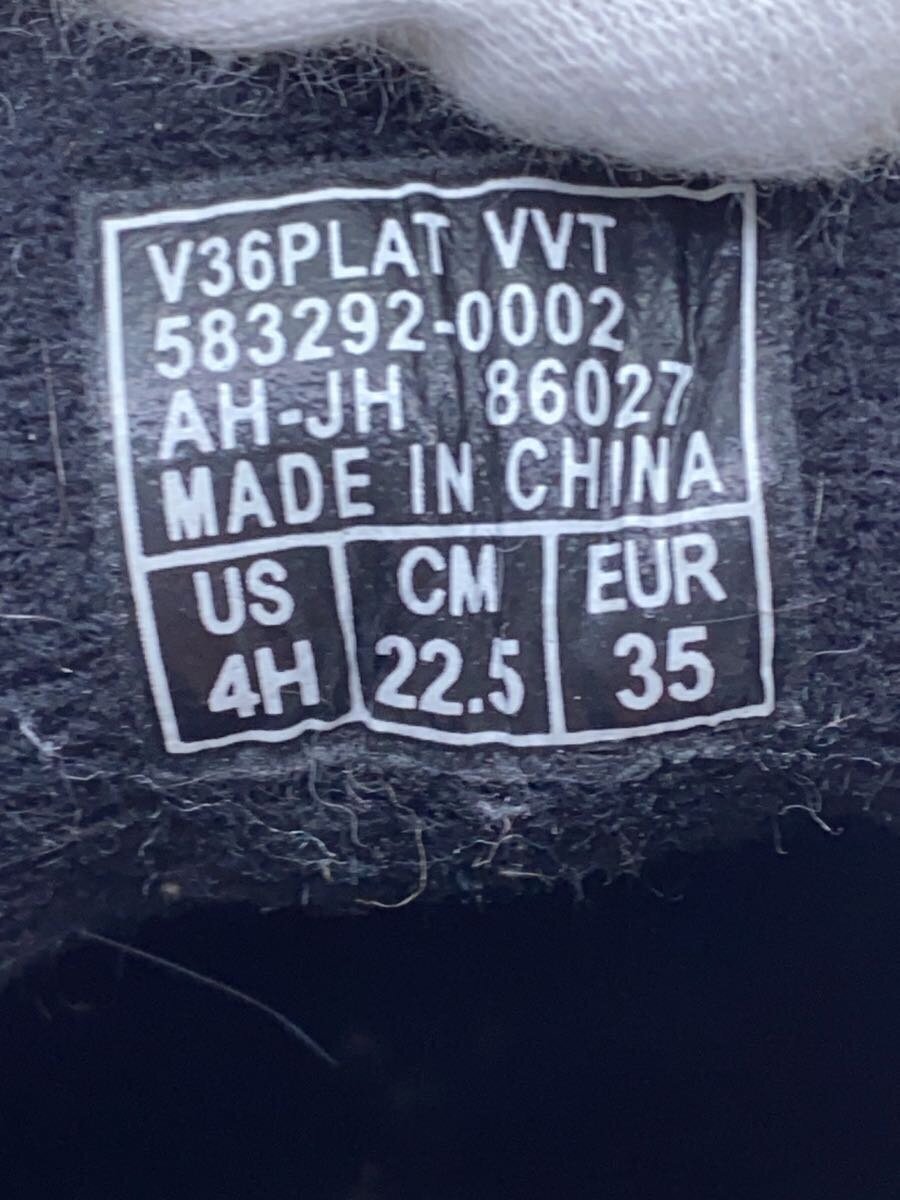 V36PLAT VVT
583292-0002
AH-JH 86027
MADE IN CHINA
US CM EUR
4H 22.5 35